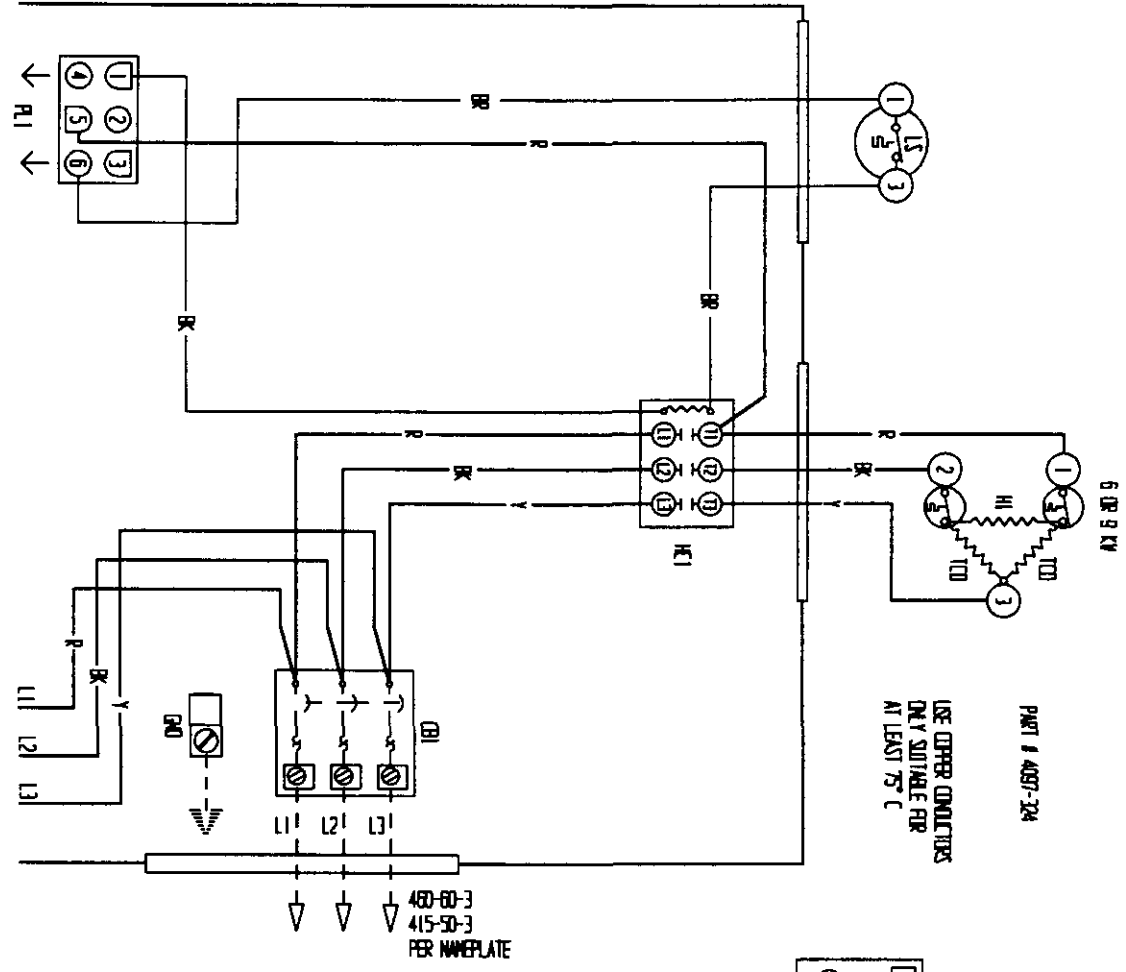 1
2
3
4
5
6
PL1
BR
R
BK
BR
1
LS
3
R
BK
Y
L1
L2
L3
T1
T2
T3
HC1
R
BK
Y
1
2
3
H1
TCO
TCO
6 OR 9 KW
PART # 4097-324
USE COPPER CONDUCTORS
ONLY SUITABLE FOR
AT LEAST 75° C
R
BK
Y
L1
L2
L3
GND
CB1
L1
L2
L3
460-60-3
415-50-3
PER NAMEPLATE